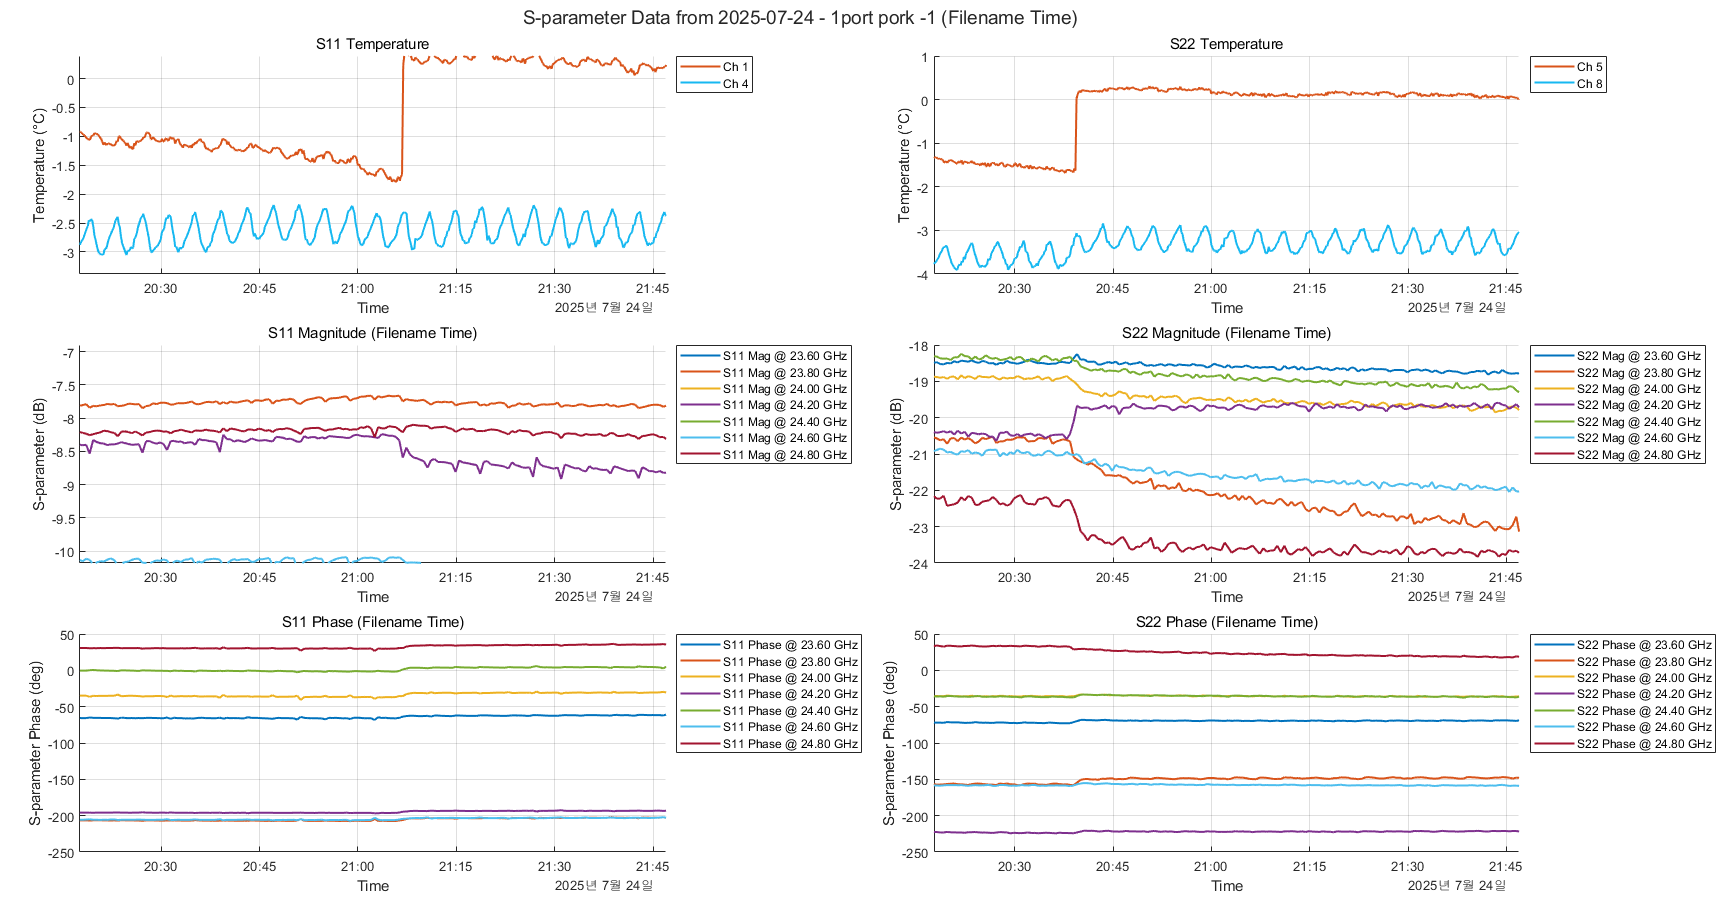 S-parameter Data from 2025-07-24 - 1port pork -1 (Filename Time)
S11 Temperature
Temperature (°C)
0
-0.5
-1
-1.5
-2
-2.5
-3
20:30 20:45 21:00 21:15 21:30 21:45
Time
2025년 7월 24일
Ch 1
Ch 4
S22 Temperature
Temperature (°C)
1
0
-1
-2
-3
-4
20:30 20:45 21:00 21:15 21:30 21:45
Time
2025년 7월 24일
Ch 5
Ch 8
S11 Magnitude (Filename Time)
S-parameter (dB)
-7
-7.5
-8
-8.5
-9
-9.5
-10
20:30 20:45 21:00 21:15 21:30 21:45
Time
2025년 7월 24일
S11 Mag @ 23.60 GHz
S11 Mag @ 23.80 GHz
S11 Mag @ 24.00 GHz
S11 Mag @ 24.20 GHz
S11 Mag @ 24.40 GHz
S11 Mag @ 24.60 GHz
S11 Mag @ 24.80 GHz
S22 Magnitude (Filename Time)
S-parameter (dB)
-18
-19
-20
-21
-22
-23
-24
20:30 20:45 21:00 21:15 21:30 21:45
Time
2025년 7월 24일
S22 Mag @ 23.60 GHz
S22 Mag @ 23.80 GHz
S22 Mag @ 24.00 GHz
S22 Mag @ 24.20 GHz
S22 Mag @ 24.40 GHz
S22 Mag @ 24.60 GHz
S22 Mag @ 24.80 GHz
S11 Phase (Filename Time)
S-parameter Phase (deg)
50
0
-50
-100
-150
-200
-250
20:30 20:45 21:00 21:15 21:30 21:45
Time
2025년 7월 24일
S11 Phase @ 23.60 GHz
S11 Phase @ 23.80 GHz
S11 Phase @ 24.00 GHz
S11 Phase @ 24.20 GHz
S11 Phase @ 24.40 GHz
S11 Phase @ 24.60 GHz
S11 Phase @ 24.80 GHz
S22 Phase (Filename Time)
S-parameter Phase (deg)
50
0
-50
-100
-150
-200
-250
20:30 20:45 21:00 21:15 21:30 21:45
Time
2025년 7월 24일
S22 Phase @ 23.60 GHz
S22 Phase @ 23.80 GHz
S22 Phase @ 24.00 GHz
S22 Phase @ 24.20 GHz
S22 Phase @ 24.40 GHz
S22 Phase @ 24.60 GHz
S22 Phase @ 24.80 GHz